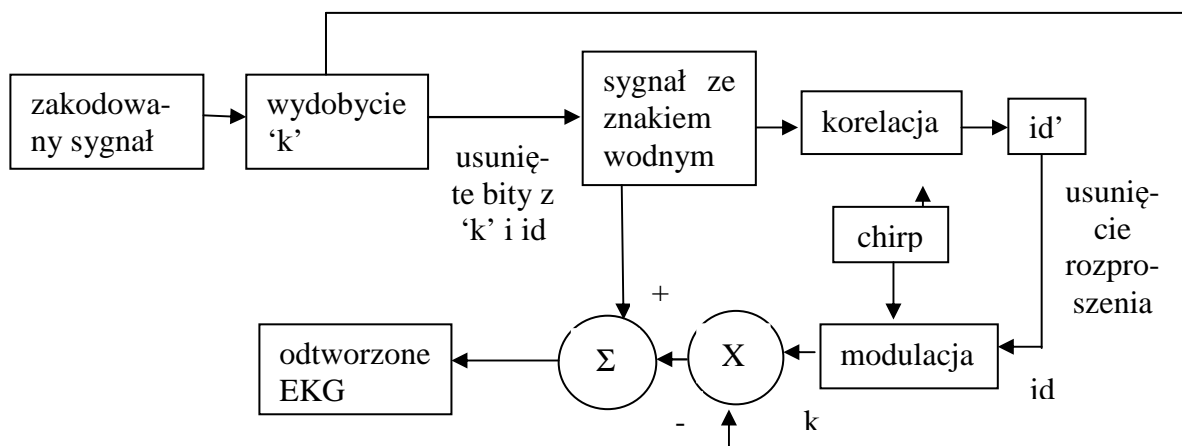 zakodowa-
ny sygnał
wydobycie
‘k’
usunię-
te bity z
‘k’ i id
sygnał ze
znakiem
wodnym
korelacja
id’
usunię-
cie
rozpro-
szenia
chirp
modulacja
id
k
X
-
+
Σ
odtworzone
EKG